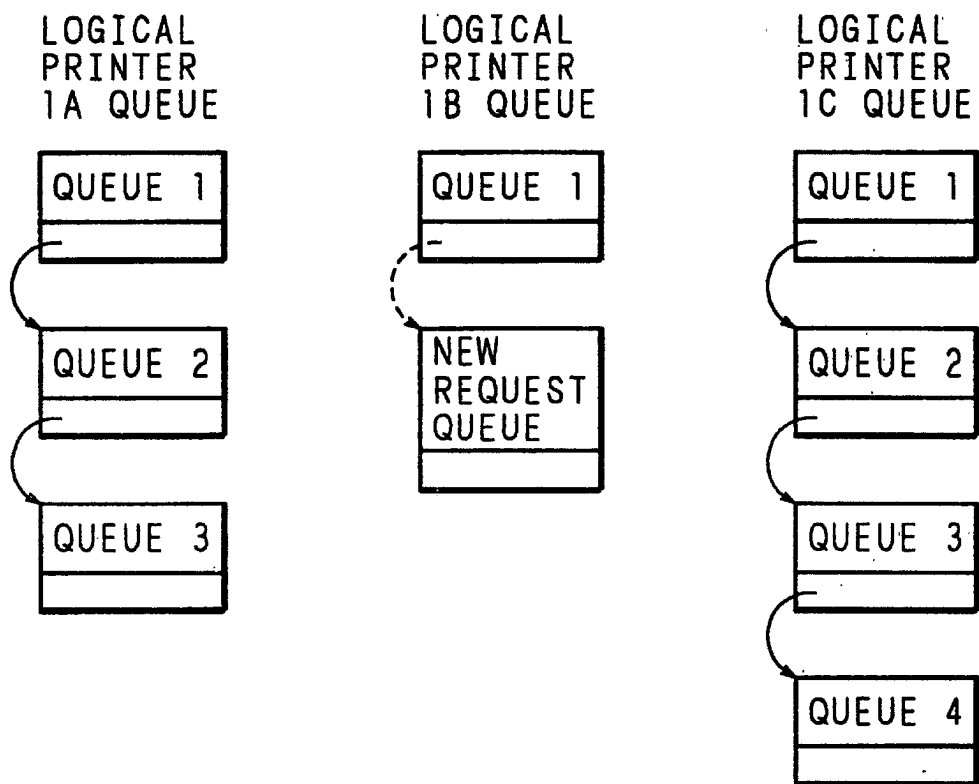 LOGICAL
PRINTER
1A QUEUE
QUEUE 1
QUEUE 2
QUEUE 3
LOGICAL
PRINTER
1B QUEUE
QUEUE 1
NEW
REQUEST
QUEUE
LOGICAL
PRINTER
1C QUEUE
QUEUE 1
QUEUE 2
QUEUE 3
QUEUE 4